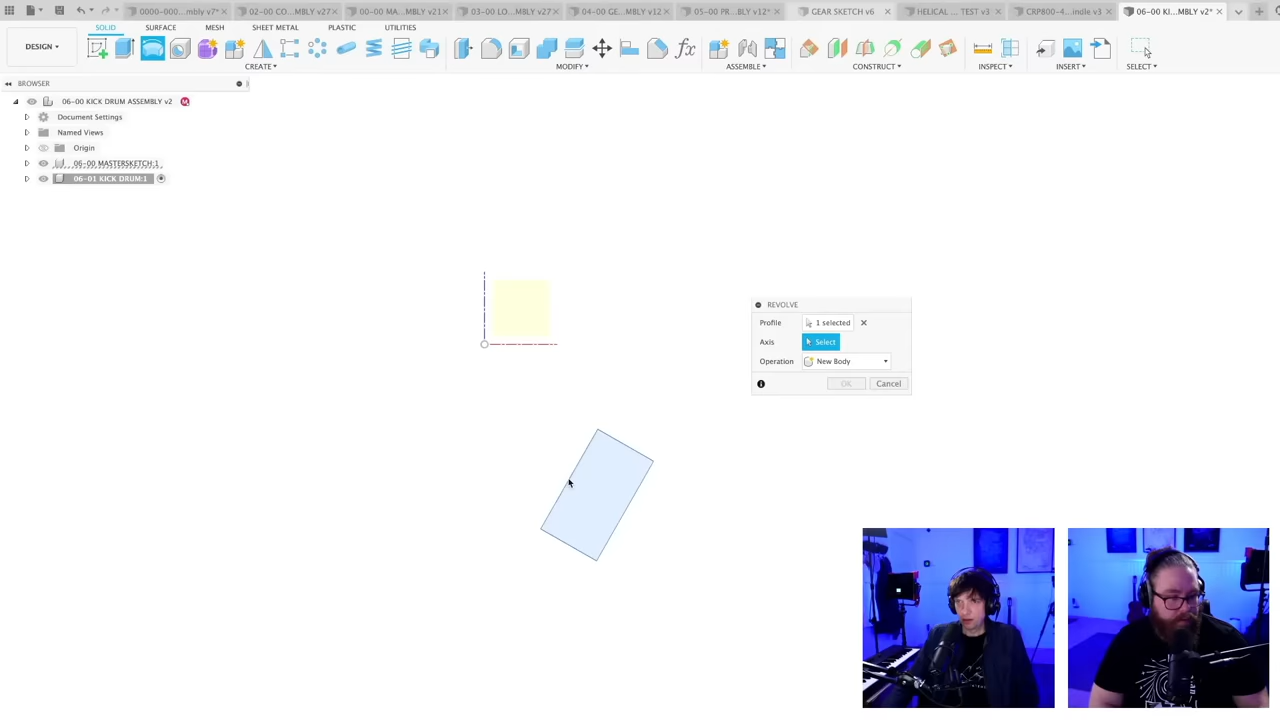 0000-000...mbly v7*
02-00 CO...MBLY v27
00-00 MA...MBLY v21
03-00 LO...MBLY v27
04-00 GE...MBLY v12
05-00 PR...BLY v12*
GEAR SKETCH v6
HELICAL ... TEST v3
CRP800-4...indle v3
06-00 KI...MBLY v2*
SOLID
SURFACE
MESH
SHEET METAL
PLASTIC
UTILITIES
DESIGN
CREATE
MODIFY
ASSEMBLE
CONSTRUCT
INSPECT
INSERT
SELECT
BROWSER
06-00 KICK DRUM ASSEMBLY v2
M
Document Settings
Named Views
Origin
06-00 MASTERSKETCH:1
06-01 KICK DRUM:1
REVOLVE
Profile 1 selected
Axis Select
Operation New Body
OK Cancel